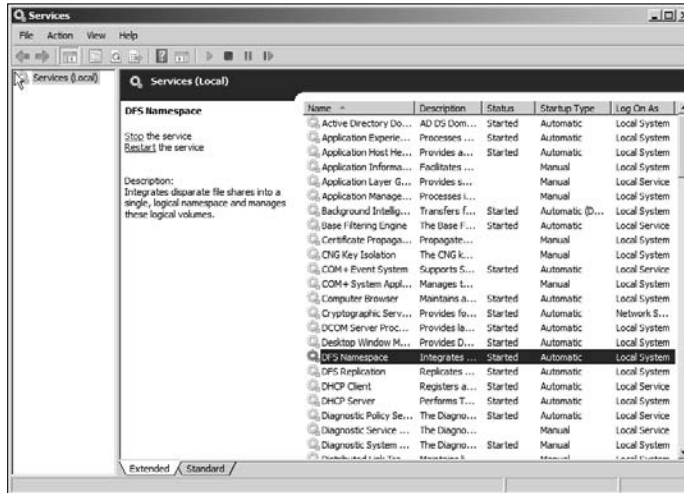 Services
File Action View Help
Services (Local)
Services (Local)
DFS Namespace
Stop the service
Restart the service
Description:
Integrates disparate file shares into a
single, logical namespace and manages
these logical volumes.
Name Description Status Startup Type Log On As
Active Directory Do... AD DS Dom... Started Automatic Local System
Application Experie... Processes ... Started Automatic Local System
Application Host He... Provides a... Started Automatic Local System
Application Informa... Facilitates ... Manual Local System
Application Layer G... Provides s... Manual Local Service
Application Manage... Processes i... Manual Local System
Background Intellig... Transfers f... Started Automatic (D... Local System
Base Filtering Engine The Base F... Started Automatic Local Service
Certificate Propaga... Propagate... Manual Local System
CNG Key Isolation The CNG k... Manual Local System
COM+ Event System Supports S... Started Automatic Local Service
COM+ System Appl... Manages t... Manual Local System
Computer Browser Maintains a... Started Automatic Local System
Cryptographic Serv... Provides fo... Started Automatic Network S...
DCOM Server Proc... Provides la... Started Automatic Local System
Desktop Window M... Provides D... Started Automatic Local System
DFS Namespace Integrates ... Started Automatic Local System
DFS Replication Replicates ... Started Automatic Local System
DHCP Client Registers a... Started Automatic Local Service
DHCP Server Performs T... Started Automatic Local System
Diagnostic Policy Se... The Diagno... Started Automatic Local Service
Diagnostic Service ... The Diagno... Manual Local Service
Diagnostic System ... The Diagno... Started Manual Local System
Extended Standard